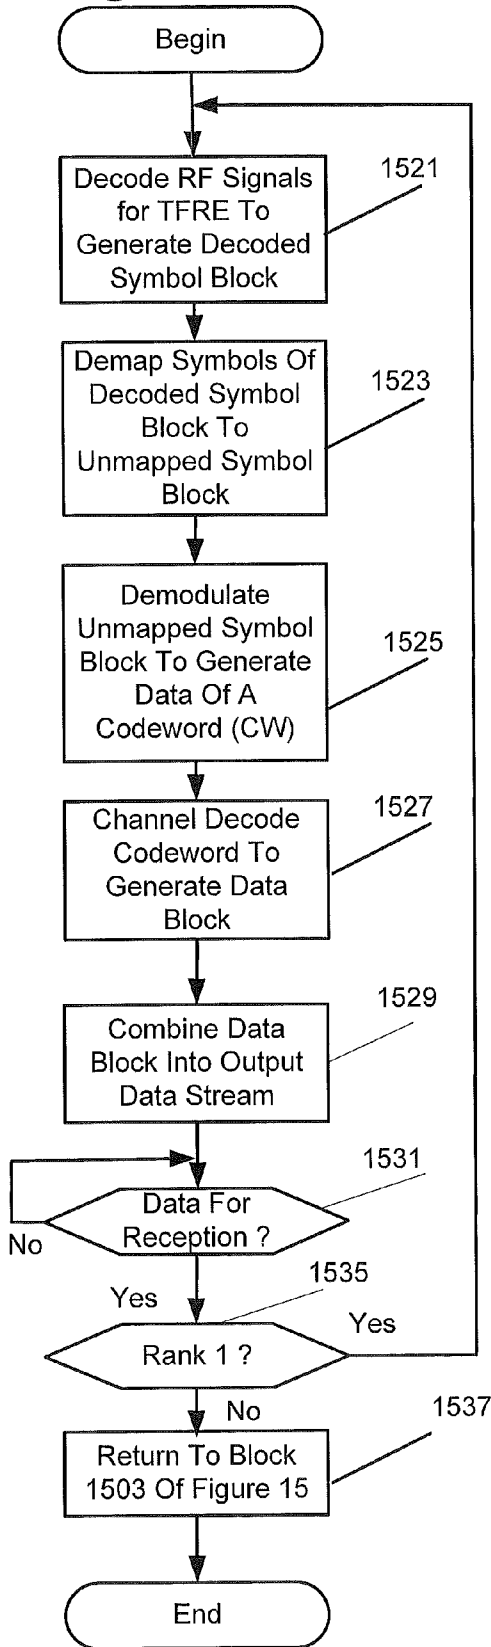 Begin
1521
Decode RF Signals
for TFRE To
Generate Decoded
Symbol Block
1523
Demap Symbols Of
Decoded Symbol
Block To
Unmapped Symbol
Block
1525
Demodulate
Unmapped Symbol
Block To Generate
Data Of A
Codeword (CW)
1527
Channel Decode
Codeword To
Generate Data
Block
1529
Combine Data
Block Into Output
Data Stream
1531
Data For
Reception ?
No
Yes
1535
Rank 1 ?
Yes
No
1537
Return To Block
1503 Of Figure 15
End